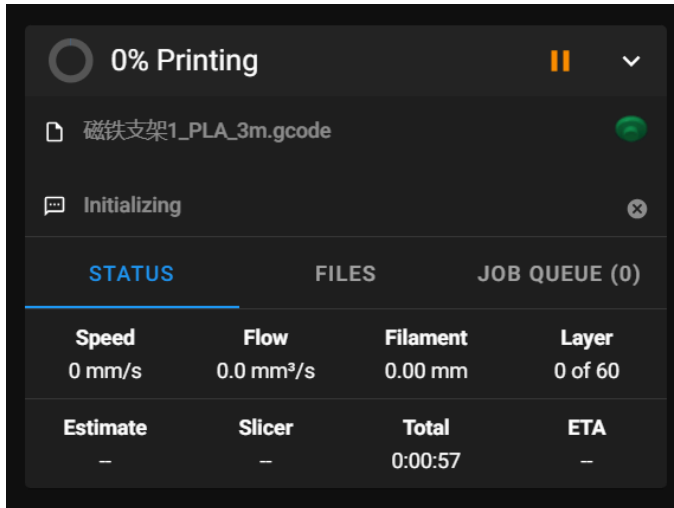 0% Printing
磁铁支架1_PLA_3m.gcode
Initializing
STATUS FILES JOB QUEUE (0)
Speed Flow Filament Layer
0 mm/s 0.0 mm³/s 0.00 mm 0 of 60
Estimate Slicer Total ETA
-- -- 0:00:57 --